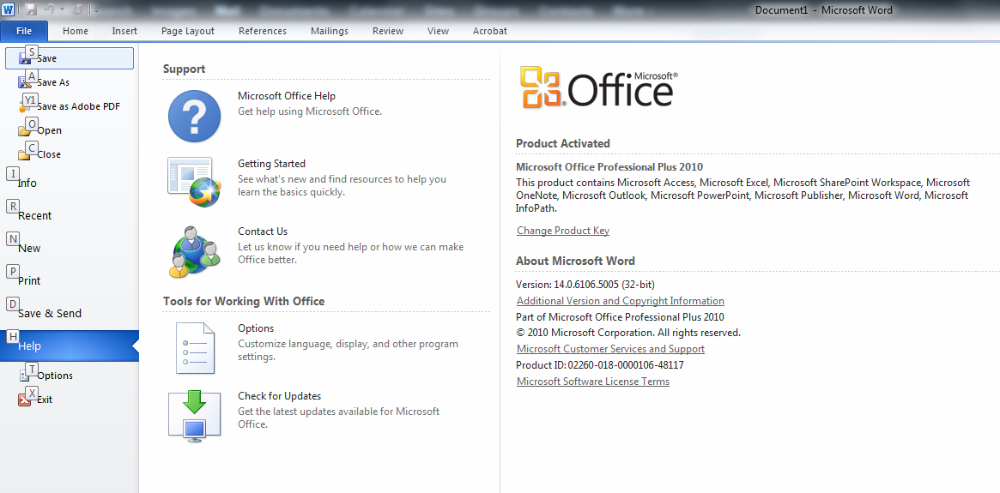 Document1 - Microsoft Word
File Home Insert Page Layout References Mailings Review View Acrobat
S Save
A Save As
Y1 Save as Adobe PDF
O Open
C Close
I Info
R Recent
N New
P Print
D Save & Send
H Help
T Options
X Exit
Support
Microsoft Office Help
Get help using Microsoft Office.
Getting Started
See what's new and find resources to help you
learn the basics quickly.
Contact Us
Let us know if you need help or how we can make
Office better.
Tools for Working With Office
Options
Customize language, display, and other program
settings.
Check for Updates
Get the latest updates available for Microsoft
Office.
Microsoft®
Office
Product Activated
Microsoft Office Professional Plus 2010
This product contains Microsoft Access, Microsoft Excel, Microsoft SharePoint Workspace, Microsoft
OneNote, Microsoft Outlook, Microsoft PowerPoint, Microsoft Publisher, Microsoft Word, Microsoft
InfoPath.
Change Product Key
About Microsoft Word
Version: 14.0.6106.5005 (32-bit)
Additional Version and Copyright Information
Part of Microsoft Office Professional Plus 2010
© 2010 Microsoft Corporation. All rights reserved.
Microsoft Customer Services and Support
Product ID: 02260-018-0000106-48117
Microsoft Software License Terms